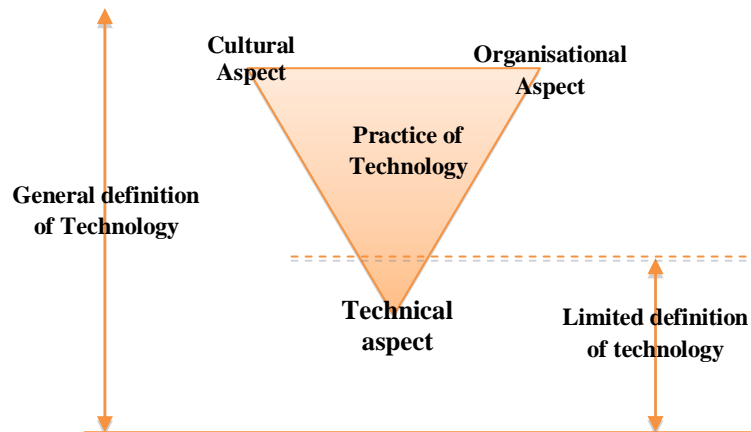 Cultural
Aspect
Organisational
Aspect
Practice of
Technology
General definition
of Technology
Technical
aspect
Limited definition
of technology